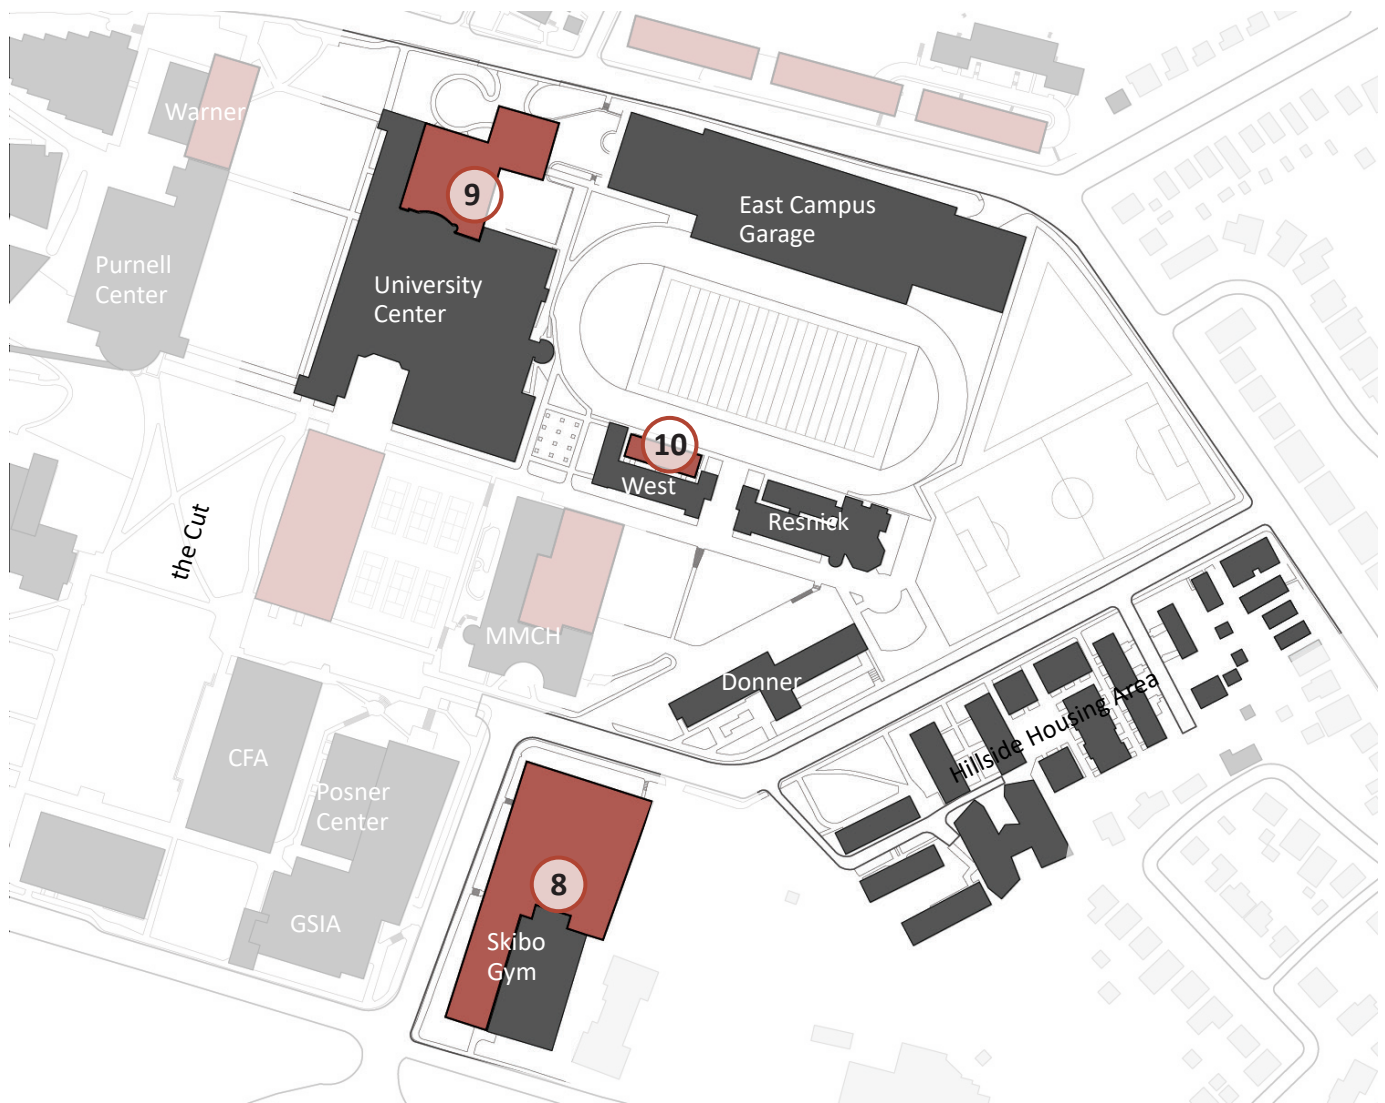 Warner
9
East Campus
Garage
Purnell
Center
University
Center
10
West
Resnick
the Cut
MMCH
Donner
Hillside Housing Area
CFA
Posner
Center
8
GSIA
Skibo
Gym